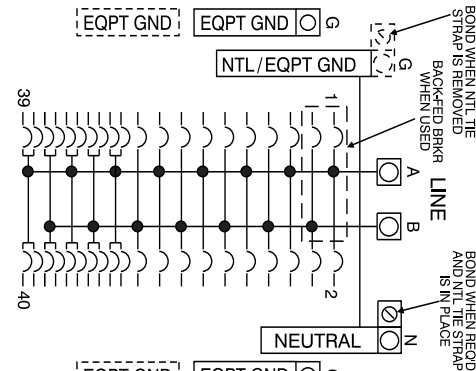 EQPT GND
EQPT GND
G
BOND WHEN NTL TIE
STRAP IS REMOVED
NTL/EQPT GND
G
BACK-FED BRKR
WHEN USED
39
1
A
LINE
B
40
2
BOND WHEN REQ'D
AND NTL TIE STRAP
IS IN PLACE
NEUTRAL
N
EQPT GND
EQPT GND